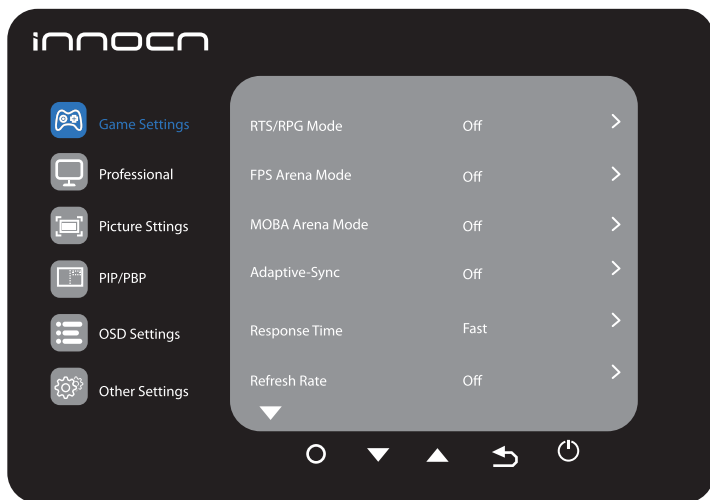 innocn
Game Settings
RTS/RPG Mode Off
Professional
FPS Arena Mode Off
Picture Sttings
MOBA Arena Mode Off
PIP/PBP
Adaptive-Sync Off
OSD Settings
Response Time Fast
Other Settings
Refresh Rate Off